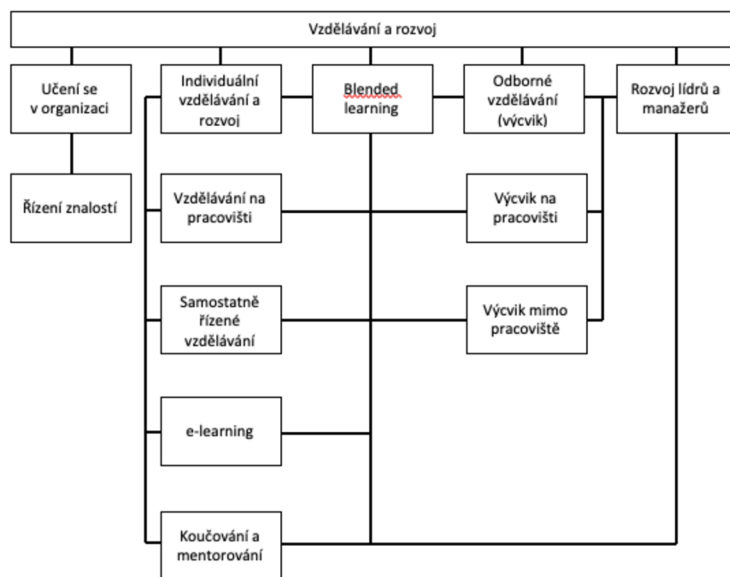 Vzdělávání a rozvoj
Učení se
v organizaci
Individuální
vzdělávání a
rozvoj
Blended
learning
Odborné
vzdělávání
(výcvik)
Rozvoj lídrů a
manažerů
Řízení znalostí
Vzdělávání na
pracovišti
Výcvik na
pracovišti
Samostatně
řízené
vzdělávání
Výcvik mimo
pracoviště
e-learning
Koučování a
mentorování